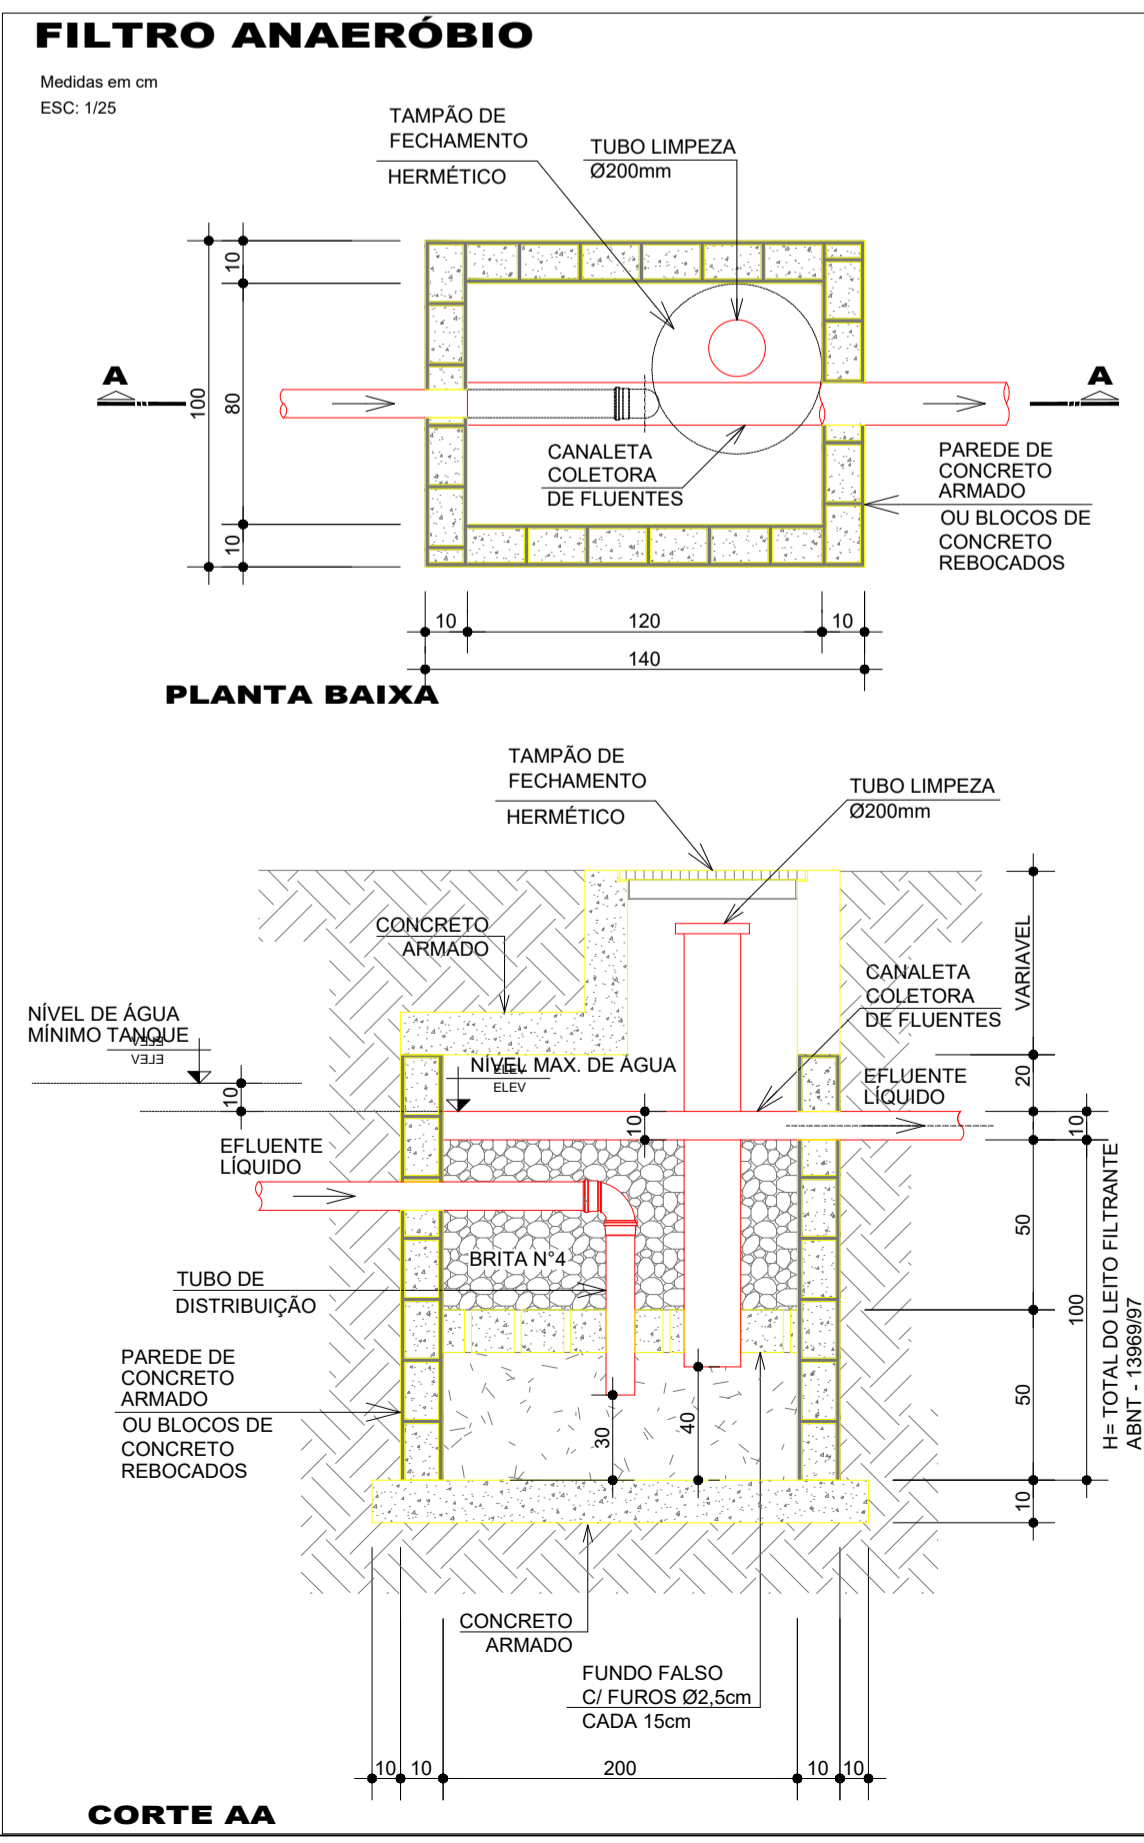 FILTRO ANAERÓBIO
Medidas em cm
ESC: 1/25
TAMPÃO DE
FECHAMENTO
HERMÉTICO
TUBO LIMPEZA
Ø200mm
10
80
10
100
A
A
CANALETA
COLETORA
DE FLUENTES
PAREDE DE
CONCRETO
ARMADO
OU BLOCOS DE
CONCRETO
REBOCADOS
10
120
10
140
PLANTA BAIXA
TAMPÃO DE
FECHAMENTO
HERMÉTICO
TUBO LIMPEZA
Ø200mm
CONCRETO
ARMADO
CANALETA
COLETORA
DE FLUENTES
VARIAVEL
NÍVEL DE ÁGUA
MÍNIMO TANQUE
ELEV
ELEV
NÍVEL MAX. DE ÁGUA
ELEV
ELEV
EFLUENTE
LÍQUIDO
20
10
10
10
EFLUENTE
LÍQUIDO
50
BRITA N°4
TUBO DE
DISTRIBUIÇÃO
100
H= TOTAL DO LEITO FILTRANTE
ABNT - 13969/97
PAREDE DE
CONCRETO
ARMADO
OU BLOCOS DE
CONCRETO
REBOCADOS
30
40
50
10
CONCRETO
ARMADO
FUNDO FALSO
C/ FUROS Ø2,5cm
CADA 15cm
10
10
200
10
10
CORTE AA